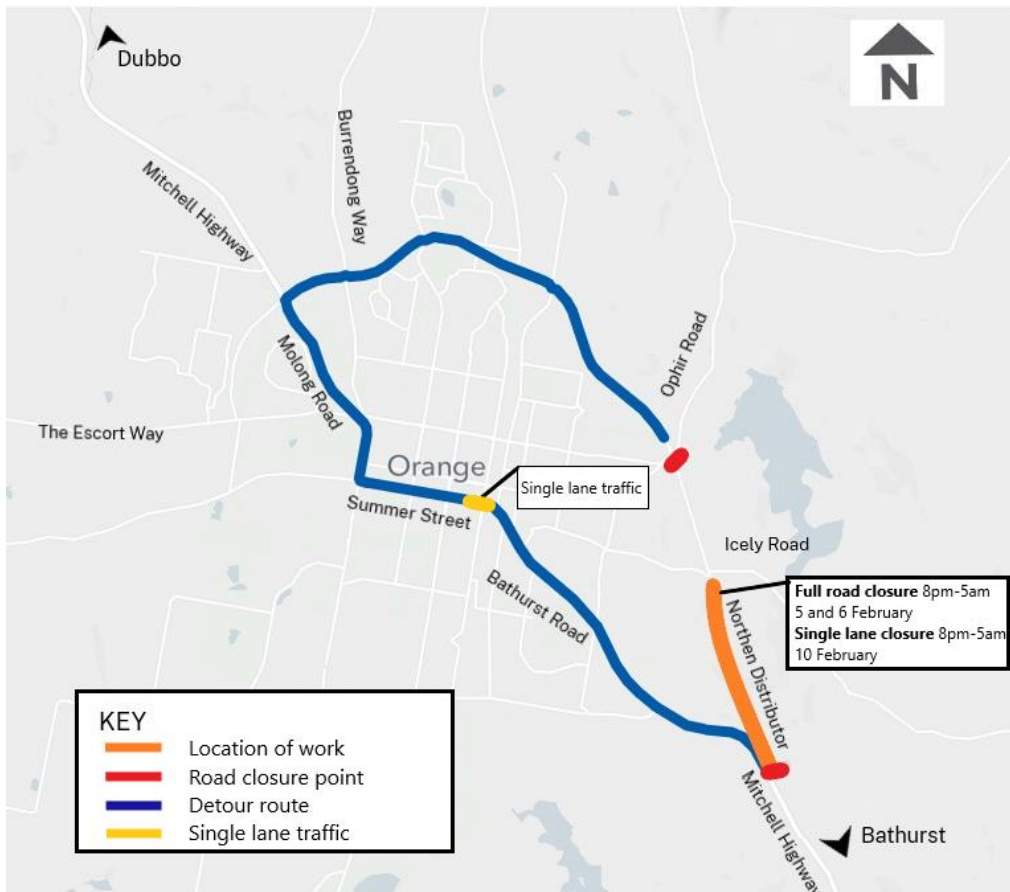 Dubbo
N
Mitchell Highway
Burrendong Way
Ophir Road
Molong Road
The Escort Way
Orange
Single lane traffic
Summer Street
Icely Road
Bathurst Road
Northen Distributor
Full road closure 8pm-5am
5 and 6 February
Single lane closure 8pm-5am
10 February
KEY
Location of work
Road closure point
Detour route
Single lane traffic
Mitchell Highway
Bathurst